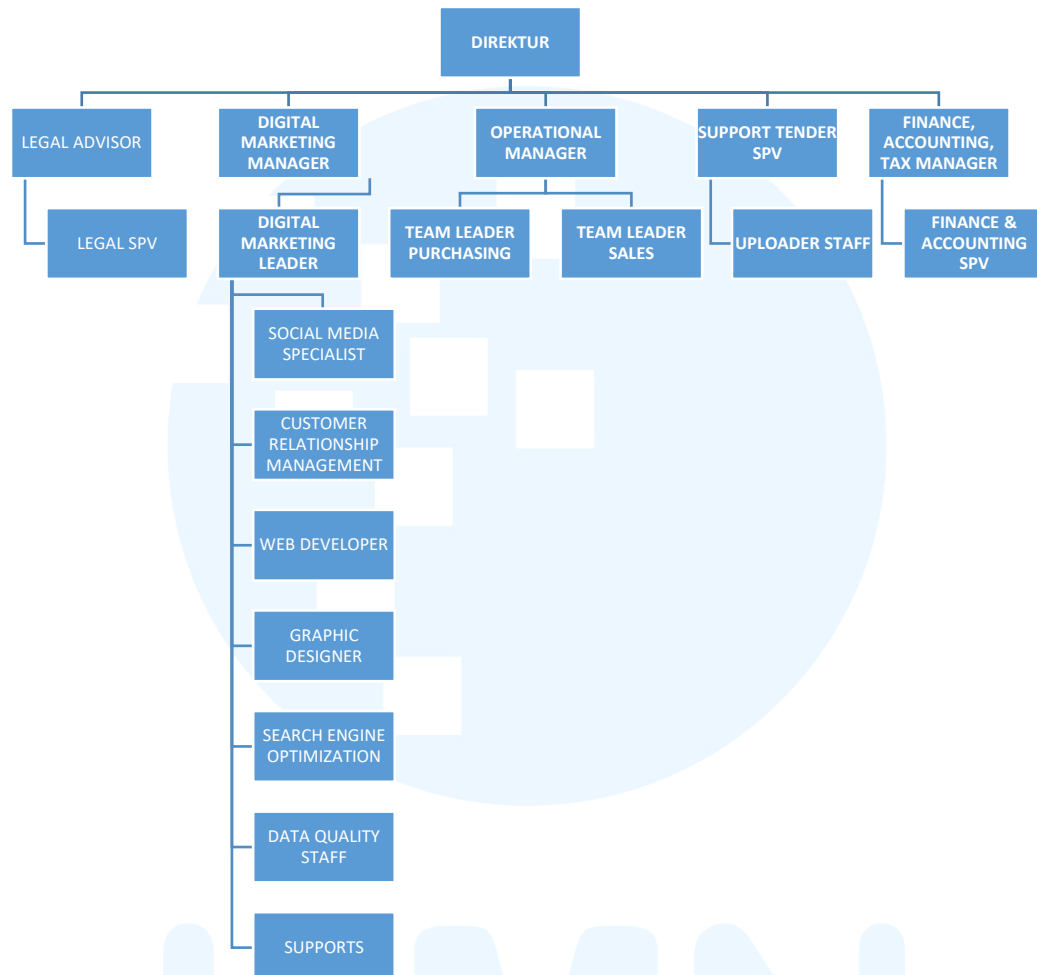 DIREKTUR
LEGAL ADVISOR
DIGITAL
MARKETING
MANAGER
OPERATIONAL
MANAGER
SUPPORT TENDER
SPV
FINANCE,
ACCOUNTING,
TAX MANAGER
LEGAL SPV
DIGITAL
MARKETING
LEADER
TEAM LEADER
PURCHASING
TEAM LEADER
SALES
UPLOADER STAFF
FINANCE &
ACCOUNTING
SPV
SOCIAL MEDIA
SPECIALIST
CUSTOMER
RELATIONSHIP
MANAGEMENT
WEB DEVELOPER
GRAPHIC
DESIGNER
SEARCH ENGINE
OPTIMIZATION
DATA QUALITY
STAFF
SUPPORTS